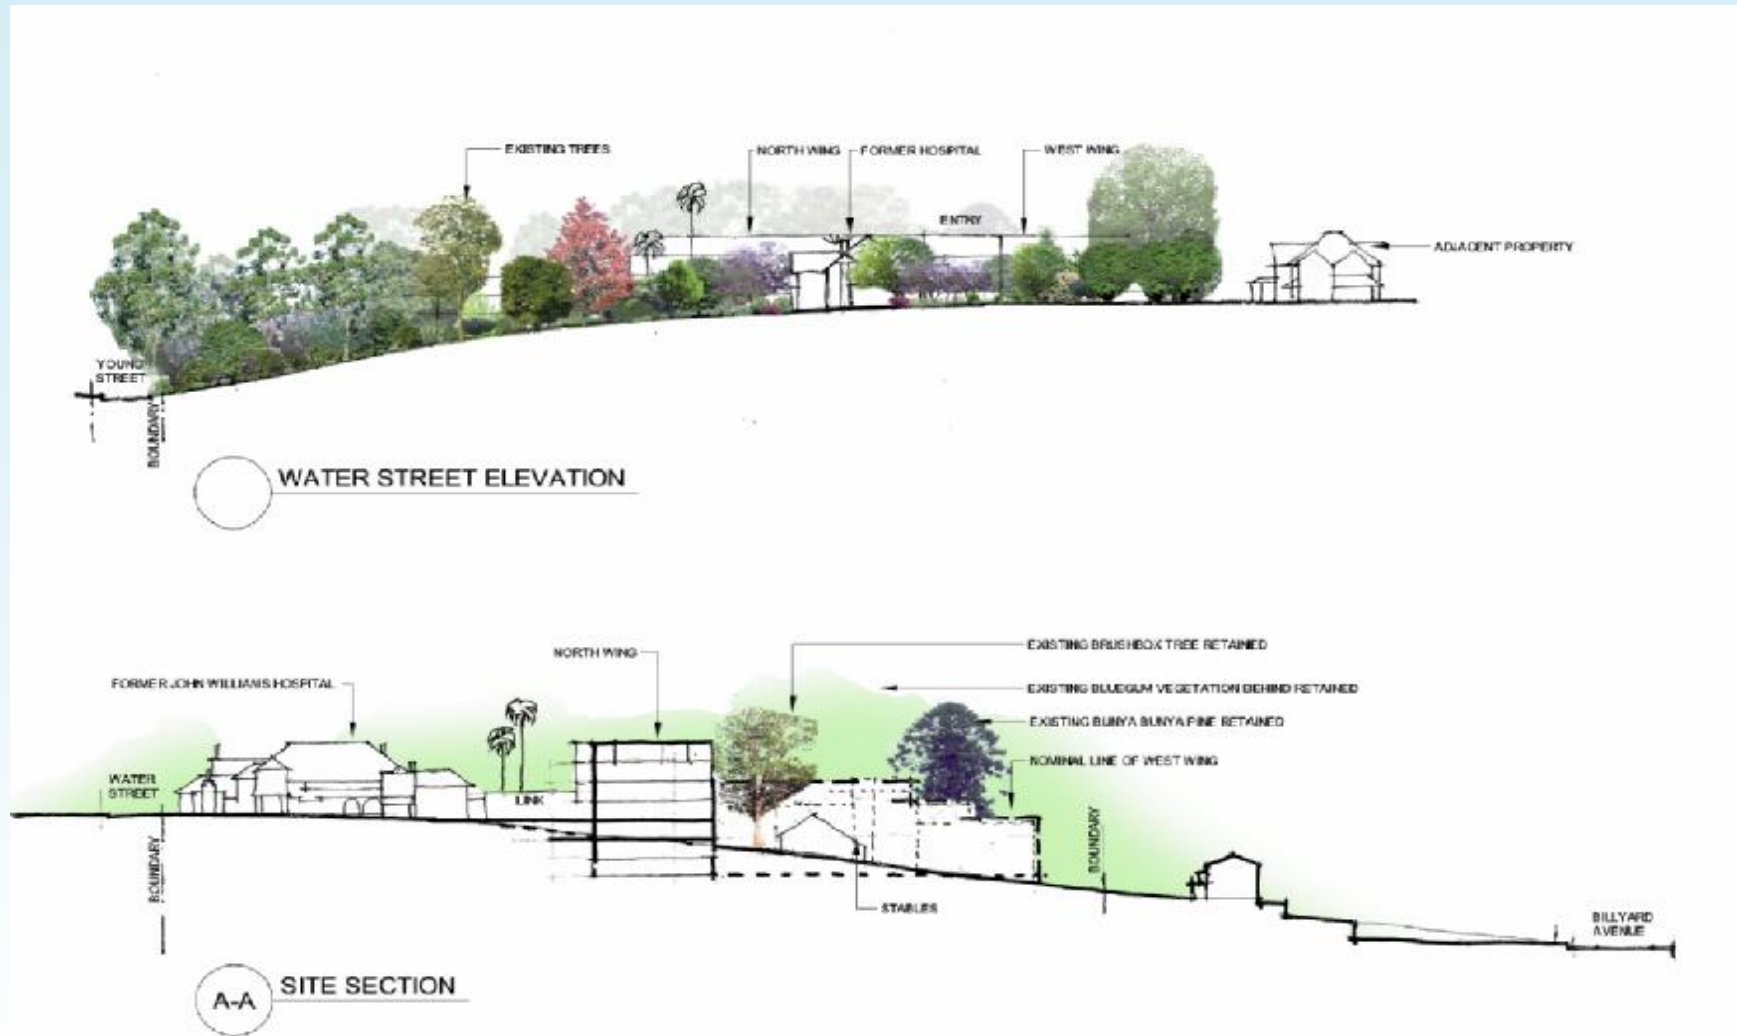 EXISTING TREES
NORTH WING
FORMER HOSPITAL
WEST WING
ENTRY
ADJACENT PROPERTY
YOUNG
STREET
BOUNDARY
WATER STREET ELEVATION
EXISTING BRUSHBOX TREE RETAINED
NORTH WING
FORMER JOHN WILLIAMS HOSPITAL
EXISTING BLUEGUM VEGETATION BEHIND RETAINED
EXISTING BUNYA BUNYA PINE RETAINED
NOMINAL LINE OF WEST WING
WATER
STREET
LINK
BOUNDARY
BOUNDARY
STABLES
BILLYARD
AVENUE
A-A
SITE SECTION